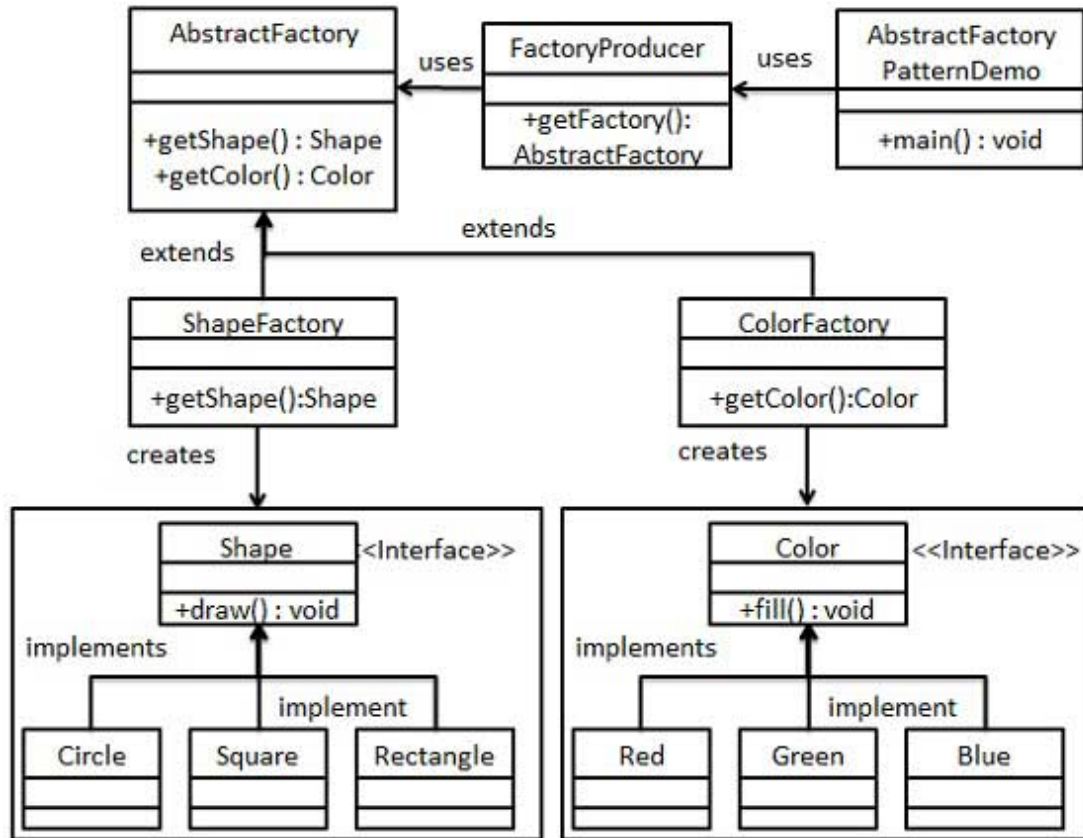 AbstractFactory
+getShape() : Shape
+getColor() : Color
uses
FactoryProducer
+getFactory():
AbstractFactory
uses
AbstractFactory
PatternDemo
+main() : void
extends
extends
ShapeFactory
+getShape():Shape
ColorFactory
+getColor():Color
creates
creates
Shape
<<Interface>>
+draw() : void
implements
implement
Circle
Square
Rectangle
Color
<<Interface>>
+fill() : void
implements
implement
Red
Green
Blue